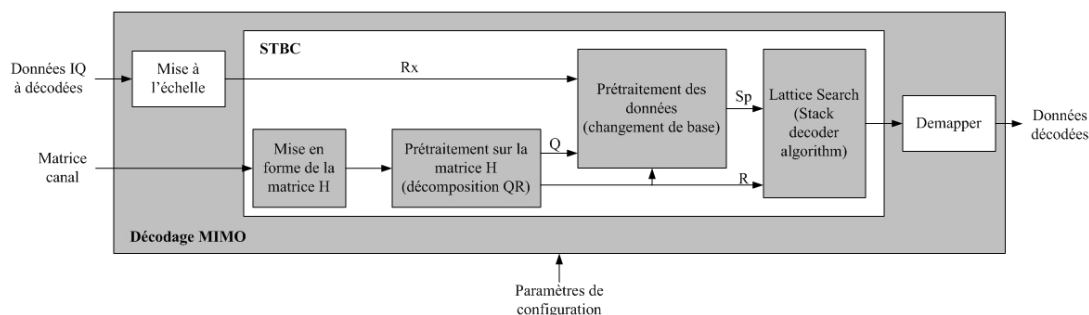 STBC
Données IQ
à décodées
Mise à
l'échelle
Rx
Prétraitement des
données
(changement de
base)
Sp
Lattice Search
(Stack
decoder
algorithm)
Demapper
Données
décodées
Matrice
canal
Mise en
forme de la
matrice H
Prétraitement sur la
matrice H
(décomposition QR)
Q
R
Décodage MIMO
Paramètres de
configuration